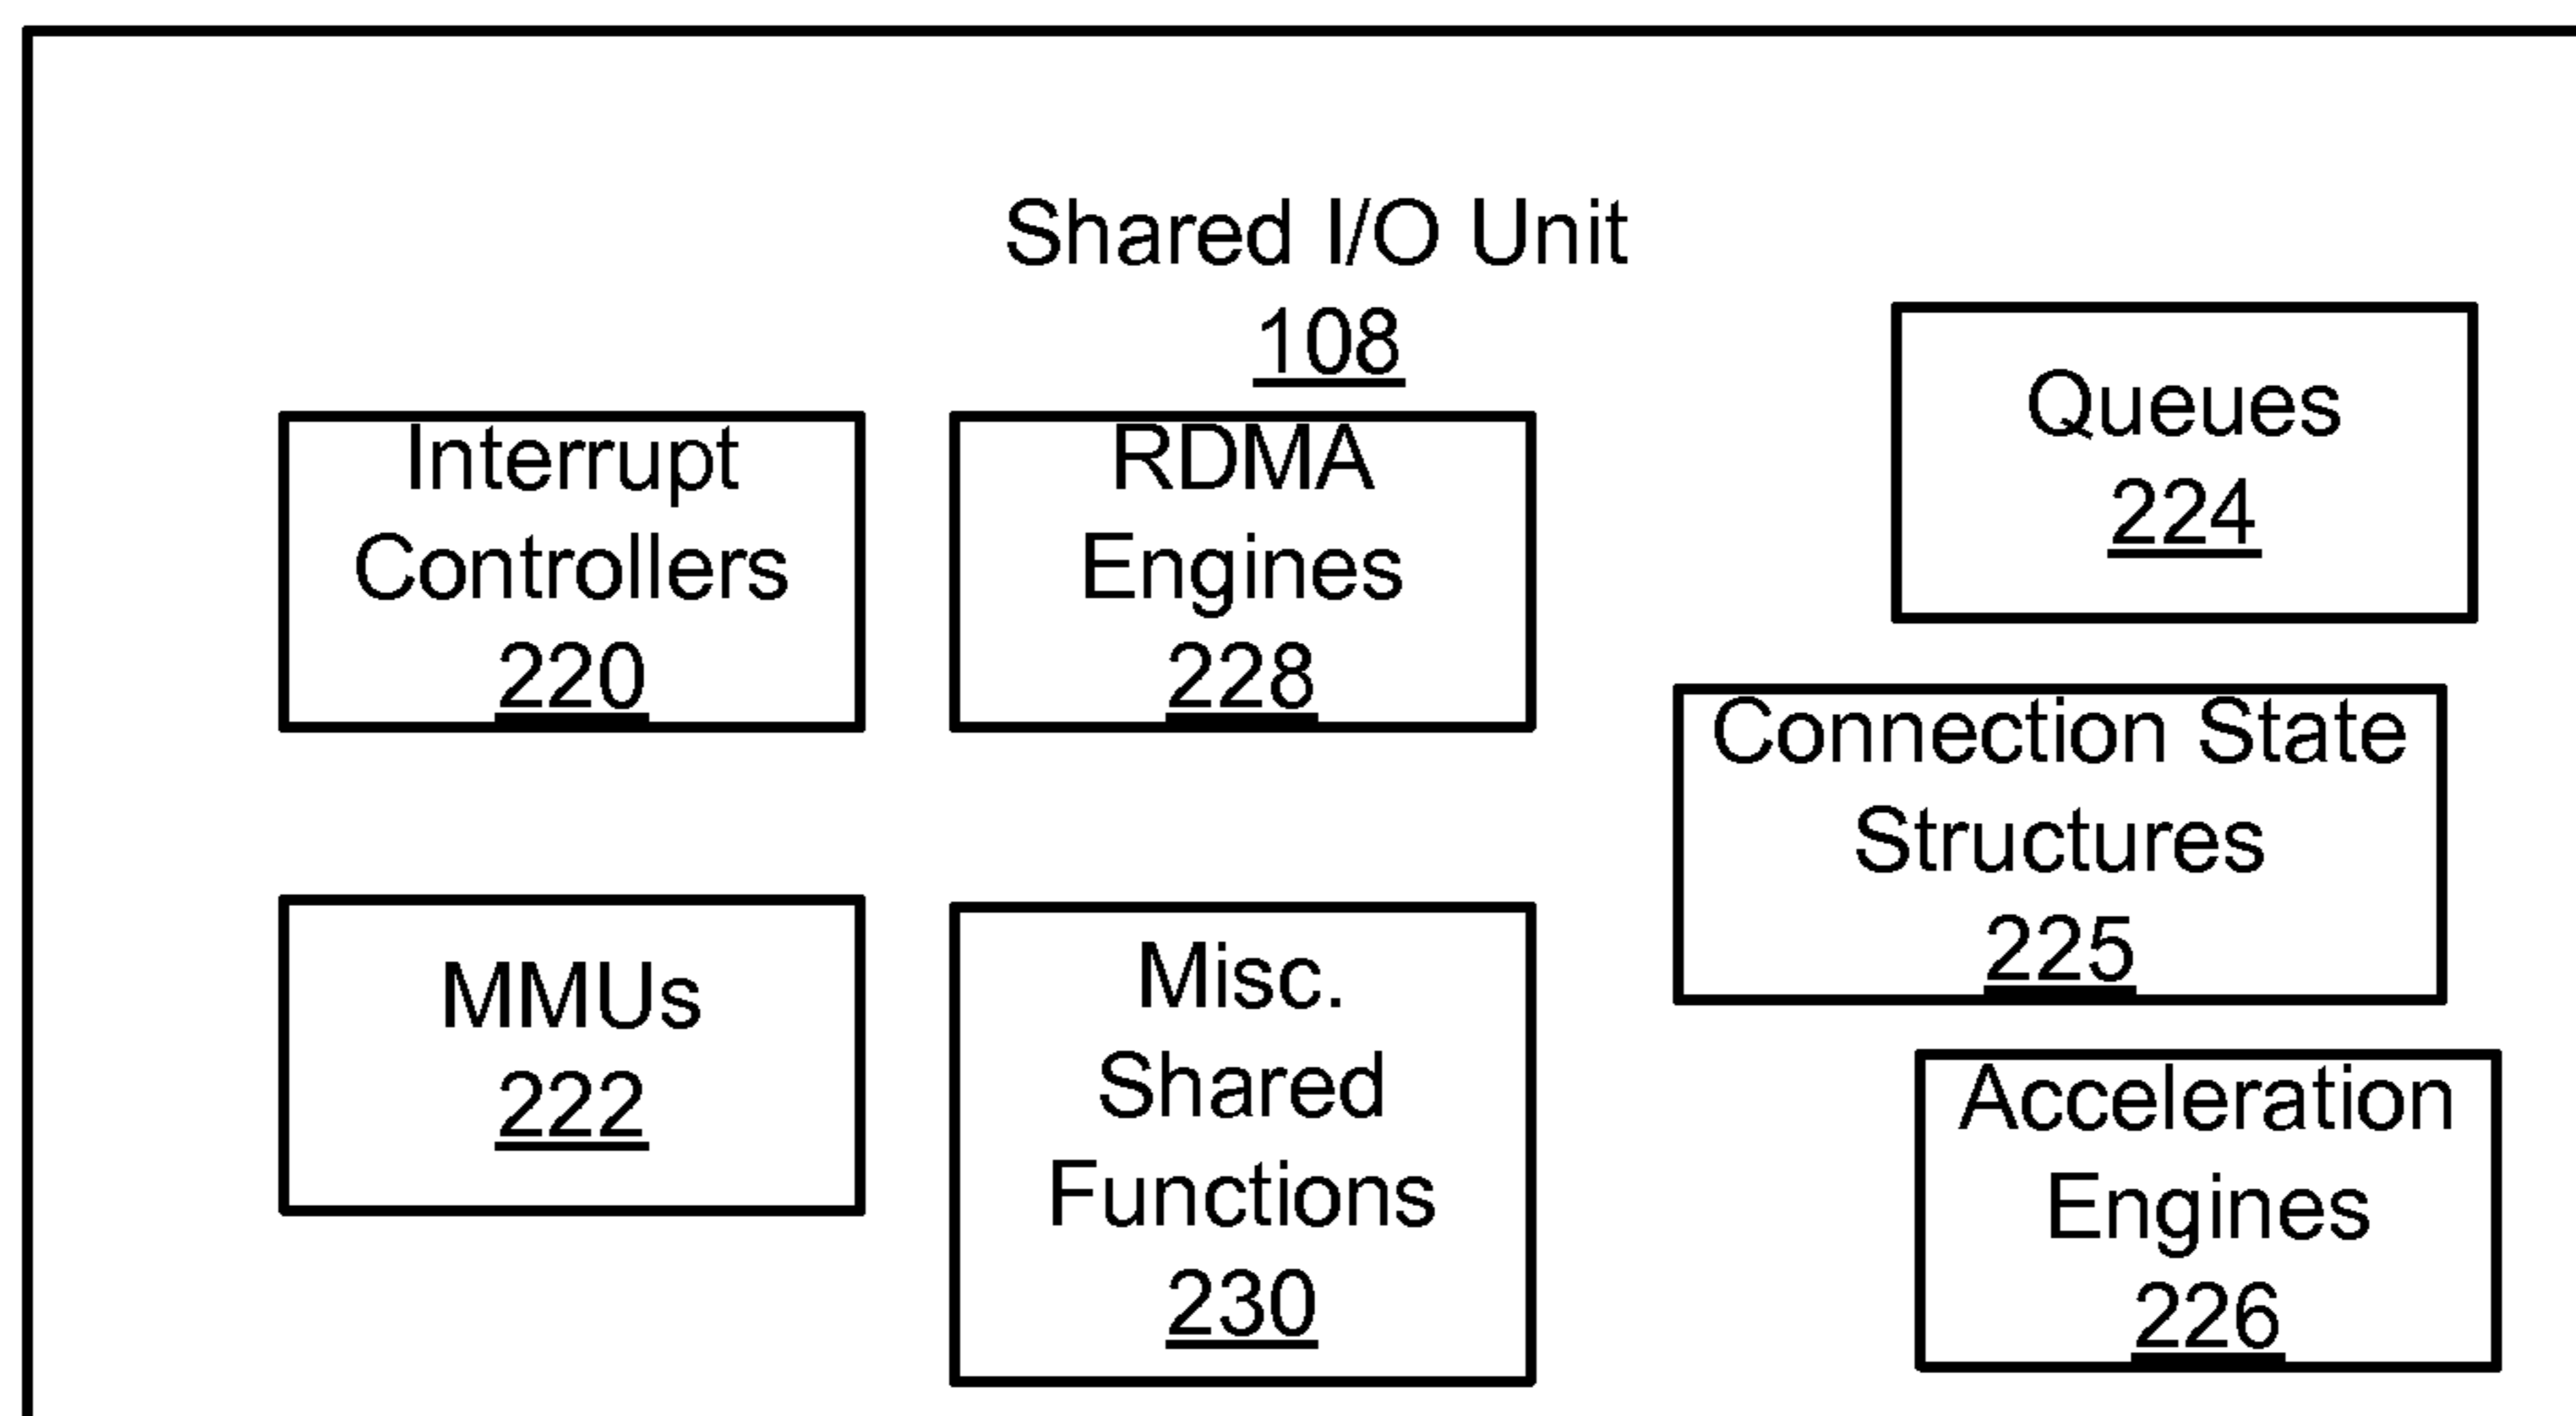 Shared I/O Unit
108
Interrupt
Controllers
220
RDMA
Engines
228
Queues
224
Connection State
Structures
225
MMUs
222
Misc.
Shared
Functions
230
Acceleration
Engines
226